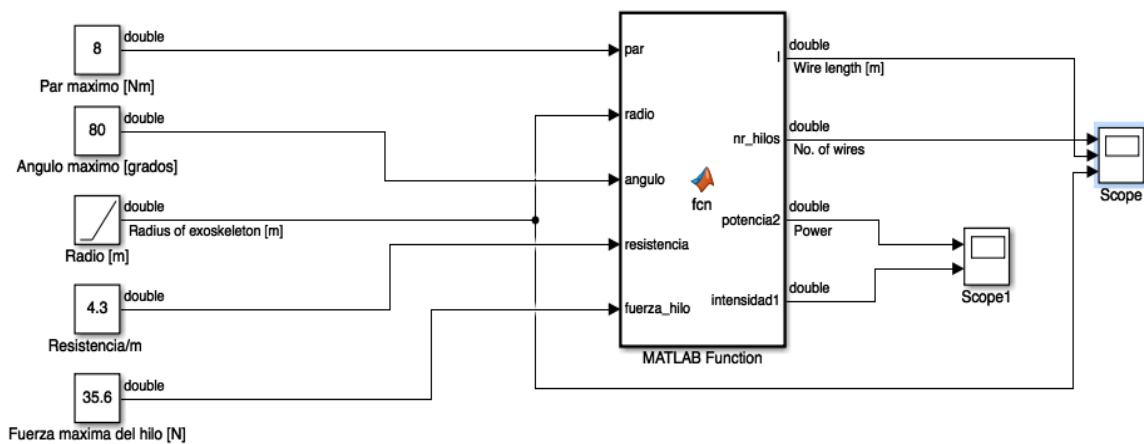 8
double
Par maximo [Nm]
80
double
Angulo maximo [grados]
double
Radius of exoskeleton [m]
Radio [m]
4.3
double
Resistencia/m
35.6
double
Fuerza maxima del hilo [N]
par
radio
angulo
resistencia
fuerza_hilo
fcn
l
nr_hilos
potencia2
intensidad1
MATLAB Function
double
Wire length [m]
double
No. of wires
double
Power
double
Scope
Scope1